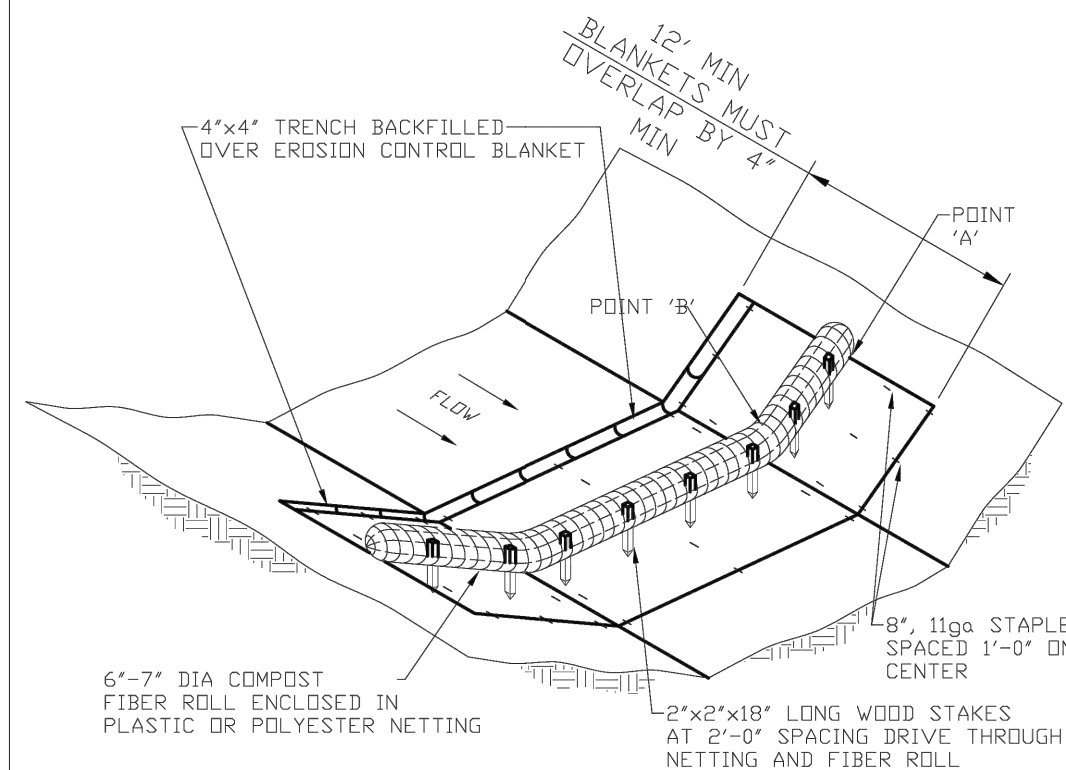 12' MIN
BLANKETS MUST
OVERLAP BY 4"
MIN
4"x4" TRENCH BACKFILLED
OVER EROSION CONTROL BLANKET
POINT
'A'
POINT 'B'
FLOW
8", 11ga STAPLE
SPACED 1'-0" ON
CENTER
6"-7" DIA COMPOST
FIBER ROLL ENCLOSED IN
PLASTIC OR POLYESTER NETTING
2"x2"x18" LONG WOOD STAKES
AT 2'-0" SPACING DRIVE THROUGH
NETTING AND FIBER ROLL